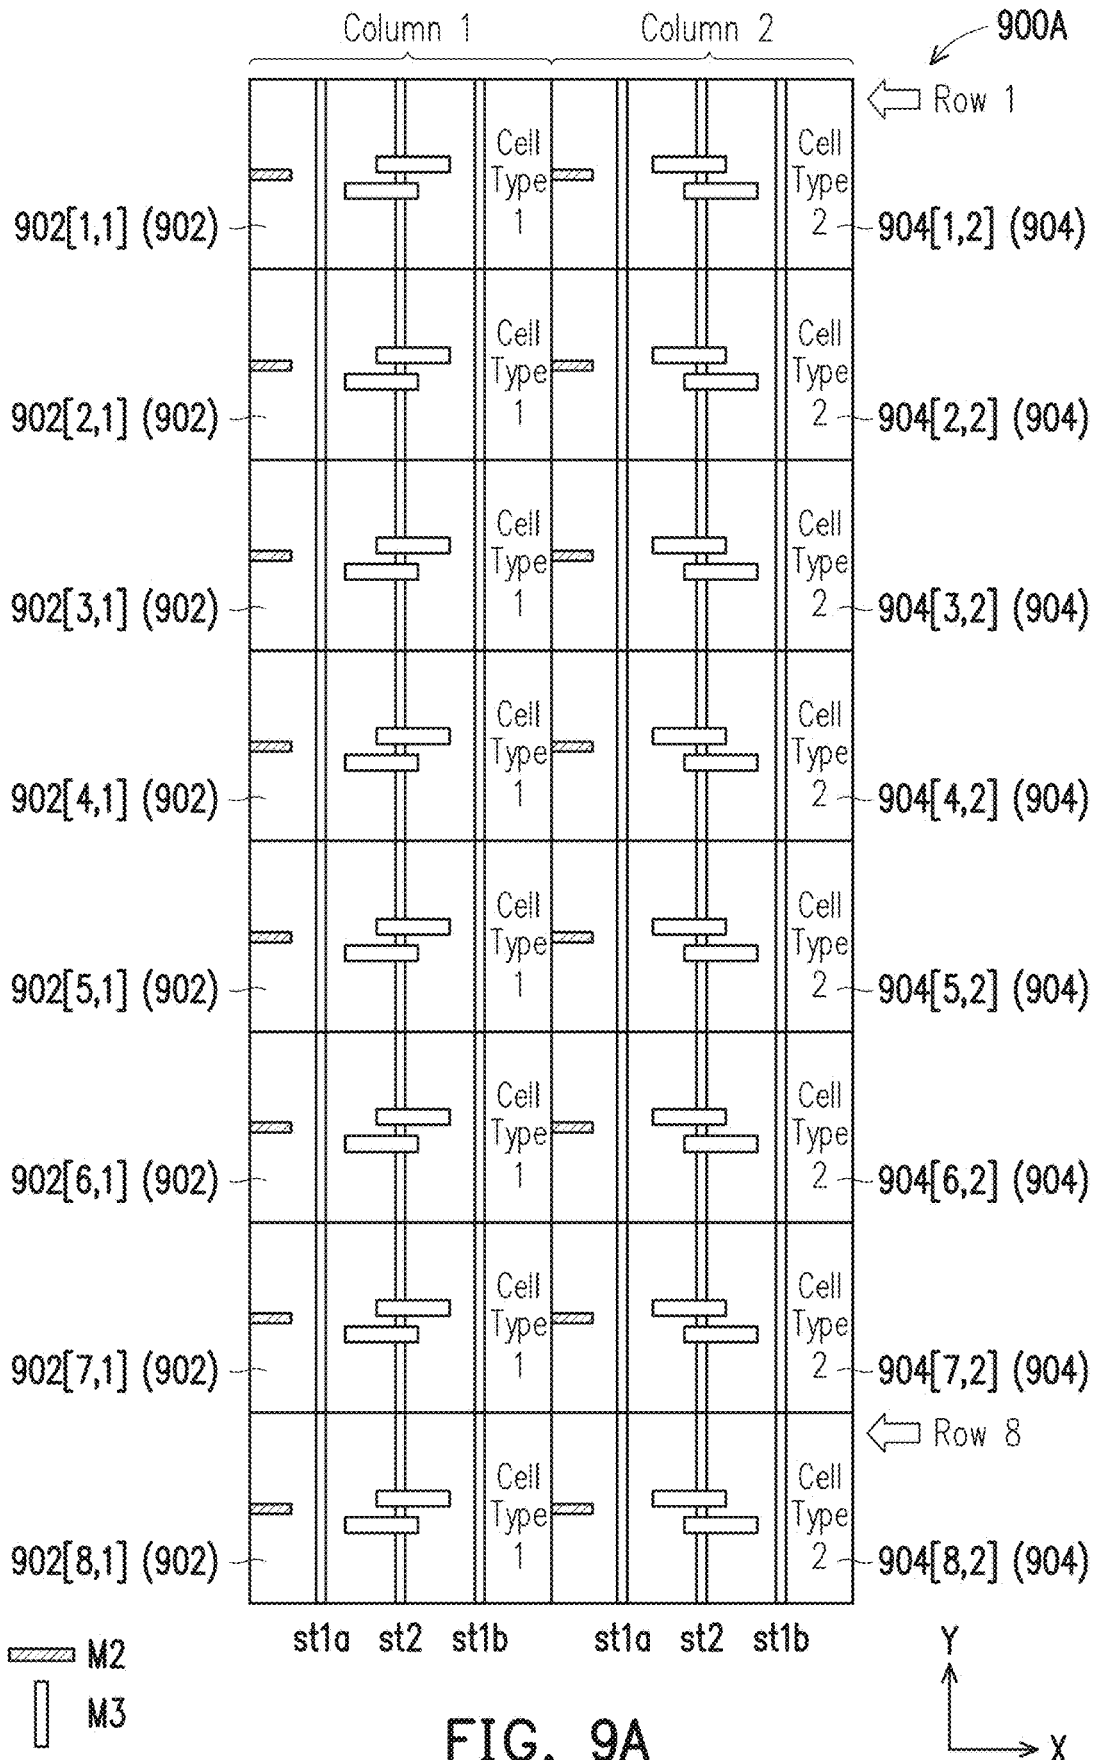 Column 1 Column 2 900A
Row 1
Cell Type 1 Cell Type 2
902[1,1] (902) 904[1,2] (904)
Cell Type 1 Cell Type 2
902[2,1] (902) 904[2,2] (904)
Cell Type 1 Cell Type 2
902[3,1] (902) 904[3,2] (904)
Cell Type 1 Cell Type 2
902[4,1] (902) 904[4,2] (904)
Cell Type 1 Cell Type 2
902[5,1] (902) 904[5,2] (904)
Cell Type 1 Cell Type 2
902[6,1] (902) 904[6,2] (904)
Cell Type 1 Cell Type 2
902[7,1] (902) 904[7,2] (904)
Row 8
Cell Type 1 Cell Type 2
902[8,1] (902) 904[8,2] (904)
st1a st2 st1b st1a st2 st1b
M2
M3
Y
X
FIG. 9A